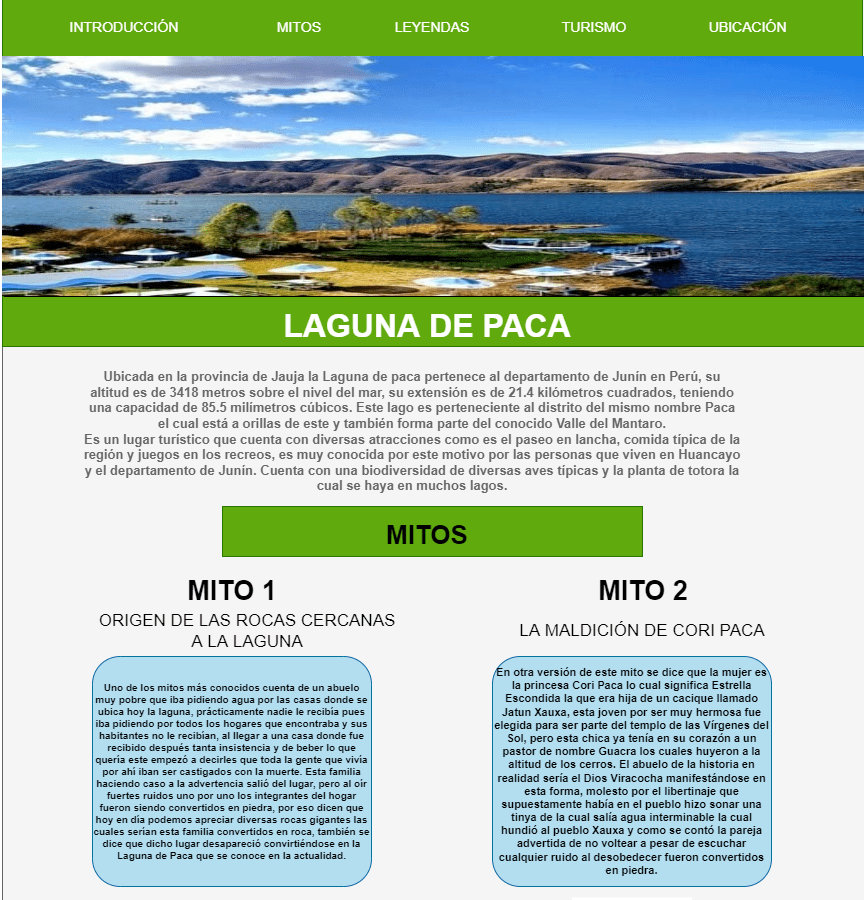 INTRODUCCIÓN MITOS LEYENDAS TURISMO UBICACIÓN
LAGUNA DE PACA
Ubicada en la provincia de Jauja la Laguna de paca pertenece al departamento de Junín en Perú, su
altitud es de 3418 metros sobre el nivel del mar, su extensión es de 21.4 kilómetros cuadrados, teniendo
una capacidad de 85.5 milímetros cúbicos. Este lago es perteneciente al distrito del mismo nombre Paca
el cual está a orillas de este y también forma parte del conocido Valle del Mantaro.
Es un lugar turístico que cuenta con diversas atracciones como es el paseo en lancha, comida típica de la
región y juegos en los recreos, es muy conocida por este motivo por las personas que viven en Huancayo
y el departamento de Junín. Cuenta con una biodiversidad de diversas aves típicas y la planta de totora la
cual se haya en muchos lagos.
MITOS
MITO 1
ORIGEN DE LAS ROCAS CERCANAS
A LA LAGUNA
Uno de los mitos más conocidos cuenta de un abuelo
muy pobre que iba pidiendo agua por las casas donde se
ubica hoy la laguna, prácticamente nadie le recibía pues
iba pidiendo por todos los hogares que encontraba y sus
habitantes no le recibían, al llegar a una casa donde fue
recibido después tanta insistencia y de beber lo que
quería este empezó a decirles que toda la gente que vivía
por ahí iban ser castigados con la muerte. Esta familia
haciendo caso a la advertencia salió del lugar, pero al oír
fuertes ruidos uno por uno los integrantes del hogar
fueron siendo convertidos en piedra, por eso dicen que
hoy en día podemos apreciar diversas rocas gigantes las
cuales serían esta familia convertidos en roca, también se
dice que dicho lugar desapareció convirtiéndose en la
Laguna de Paca que se conoce en la actualidad.
MITO 2
LA MALDICIÓN DE CORI PACA
En otra versión de este mito se dice que la mujer es
la princesa Cori Paca lo cual significa Estrella
Escondida la que era hija de un cacique llamado
Jatun Xauxa, esta joven por ser muy hermosa fue
elegida para ser parte del templo de las Vírgenes del
Sol, pero esta chica ya tenía en su corazón a un
pastor de nombre Guacra los cuales huyeron a la
altitud de los cerros. El abuelo de la historia en
realidad sería el Dios Viracocha manifestándose en
esta forma, molesto por el libertinaje que
supuestamente había en el pueblo hizo sonar una
tinya de la cual salía agua interminable la cual
hundió al pueblo Xauxa y como se contó la pareja
advertida de no voltear a pesar de escuchar
cualquier ruido al desobedecer fueron convertidos
en piedra.